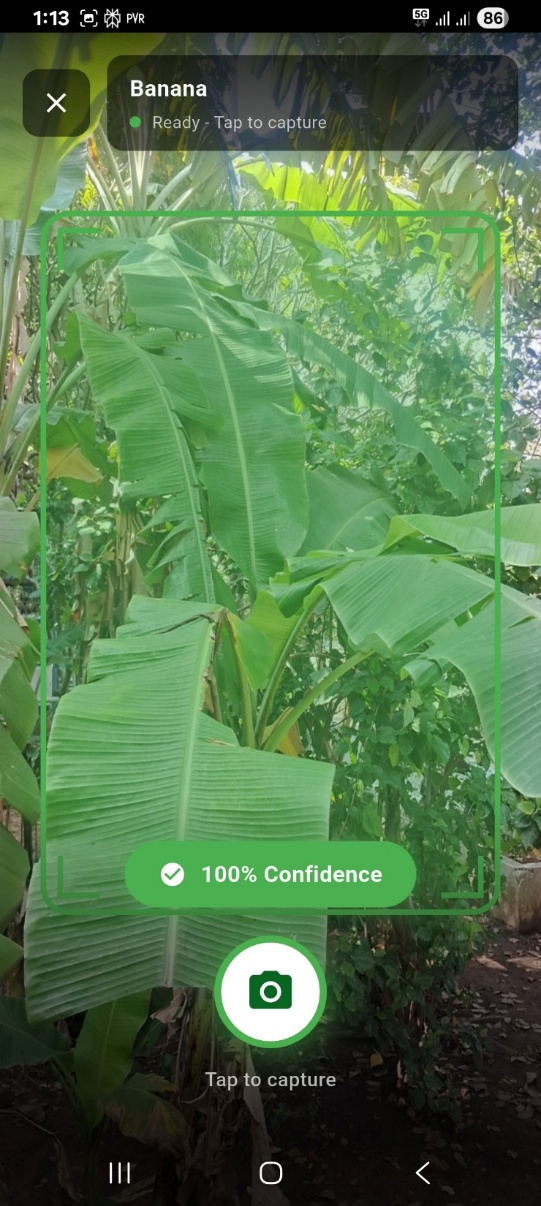 1:13 PVR 5G 86
Banana
Ready - Tap to capture
100% Confidence
Tap to capture